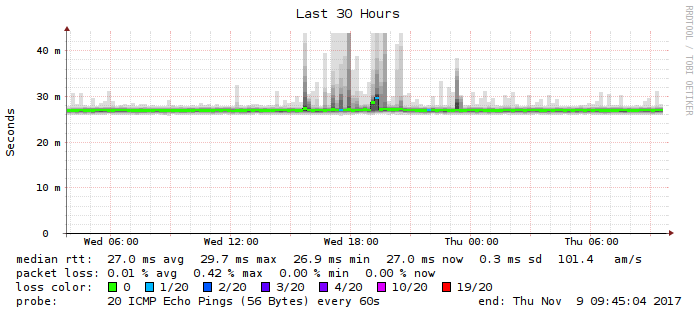 Last 30 Hours
RRDTOOL / TOBI OETIKER
Seconds
40 m
30 m
20 m
10 m
0
Wed 06:00 Wed 12:00 Wed 18:00 Thu 00:00 Thu 06:00
median rtt: 27.0 ms avg 29.7 ms max 26.9 ms min 27.0 ms now 0.3 ms sd 101.4 am/s
packet loss: 0.01 % avg 0.42 % max 0.00 % min 0.00 % now
loss color: 0 1/20 2/20 3/20 4/20 10/20 19/20
probe: 20 ICMP Echo Pings (56 Bytes) every 60s end: Thu Nov 9 09:45:04 2017